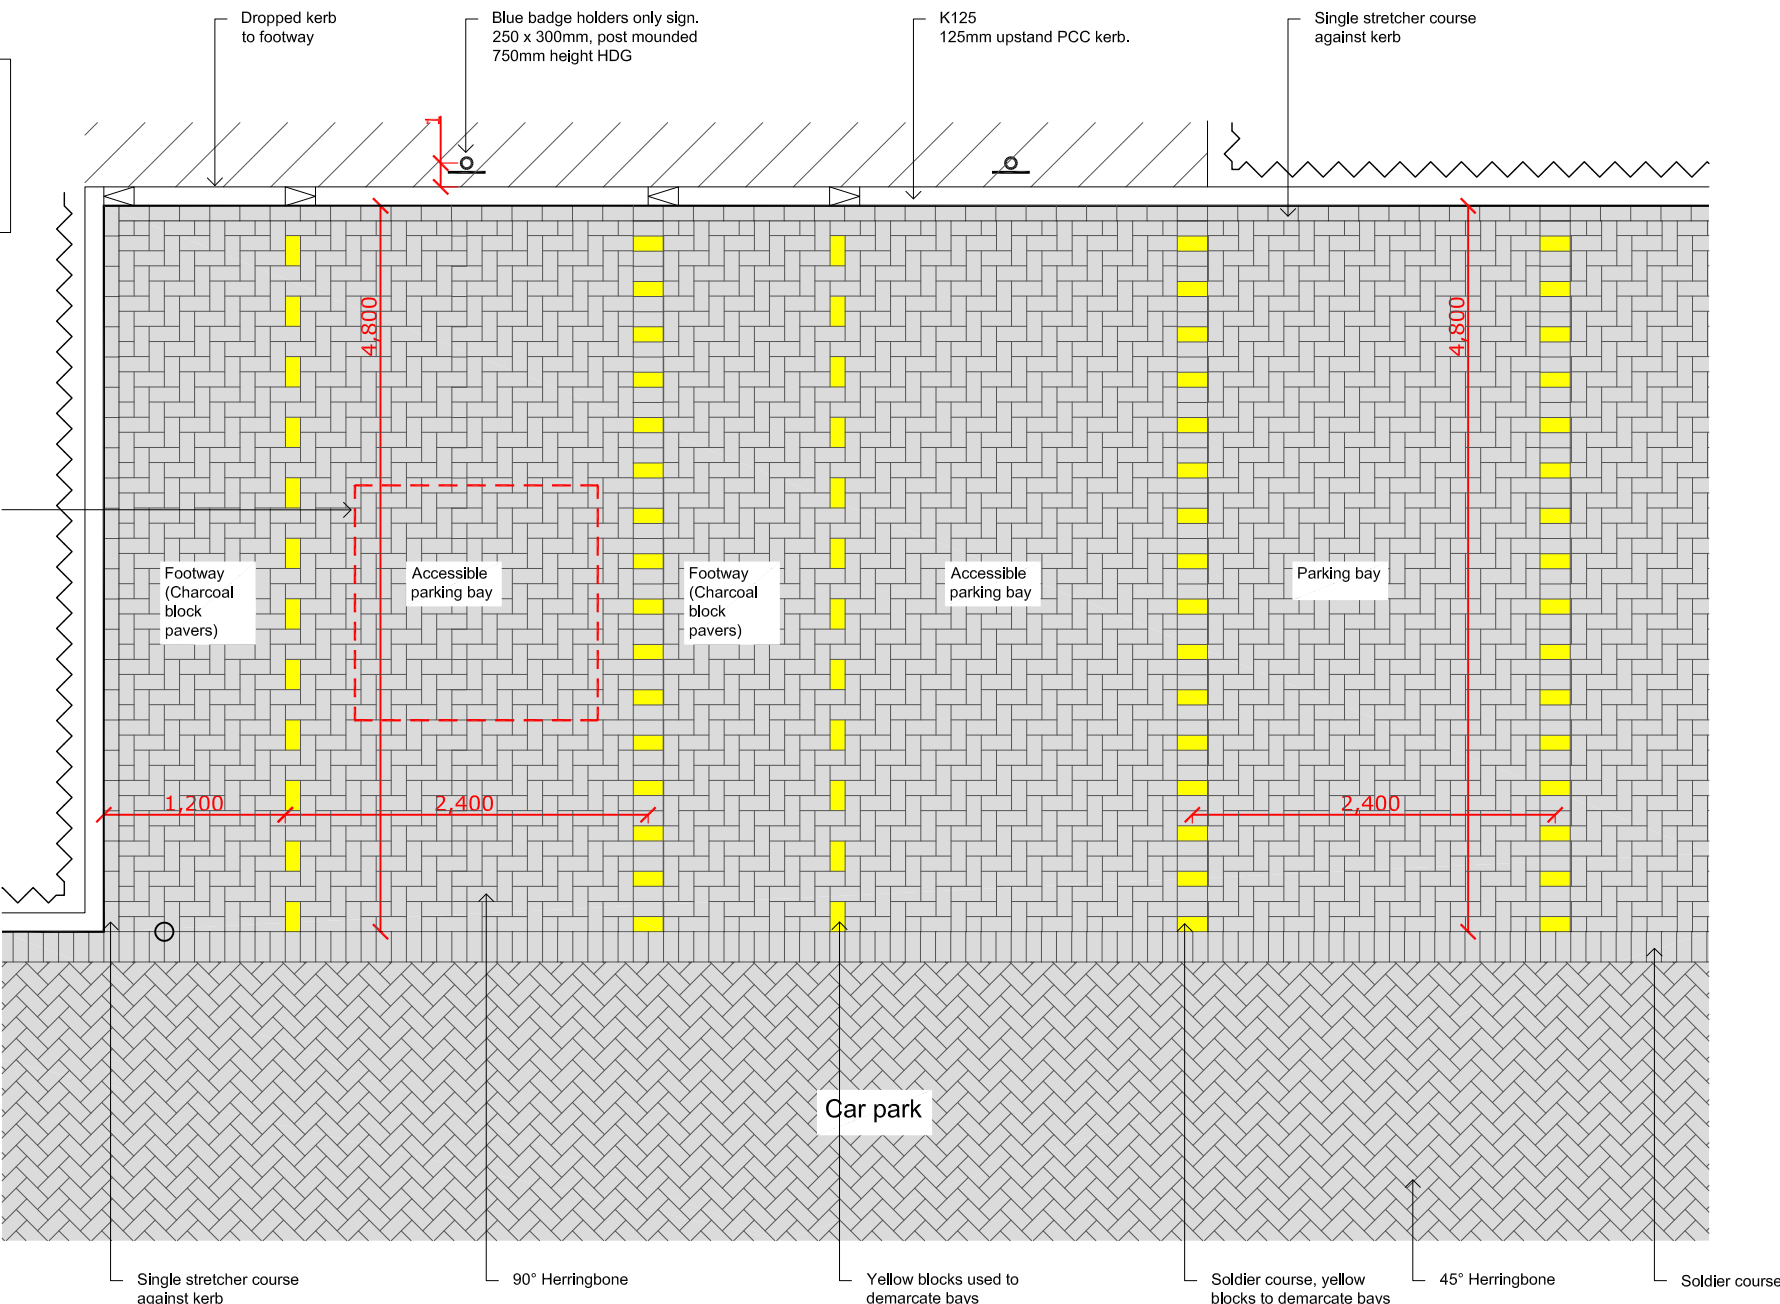 Dropped kerb
to footway
Blue badge holders only sign.
250 x 300mm, post mounted
750mm height HDG
K125
125mm upstand PCC kerb.
Single stretcher course
against kerb
1
4,800
4,800
Footway
(Charcoal
block
pavers)
Accessible
parking bay
Footway
(Charcoal
block
pavers)
Accessible
parking bay
Parking bay
1,200
2,400
2,400
Car park
Single stretcher course
against kerb
90° Herringbone
Yellow blocks used to
demarcate bays
Soldier course, yellow
blocks to demarcate bays
45° Herringbone
Soldier course